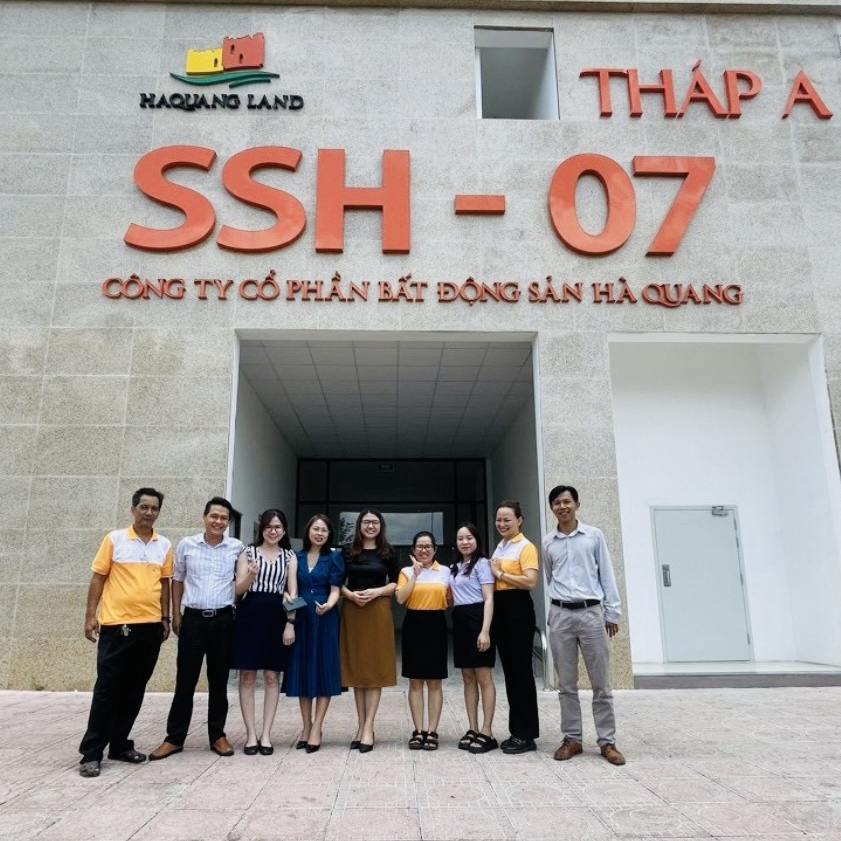 HAQUANG LAND
THÁP A
SSH - 07
CÔNG TY CỔ PHẦN BẤT ĐỘNG SẢN HÀ QUANG